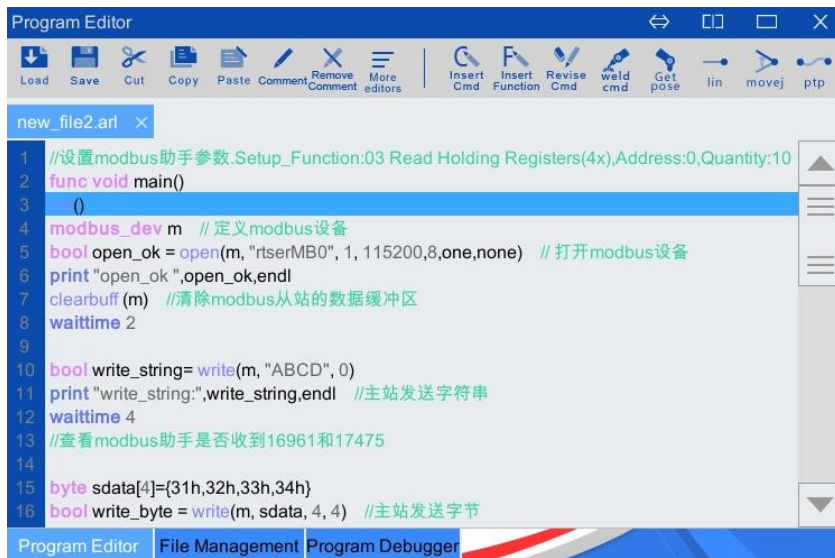 Program Editor
Load Save Cut Copy Paste Comment Remove Comment More editors Insert Cmd Insert Function Revise Cmd weld cmd Get pose lin movej ptp
new_file2.arl
1 //设置modbus助手参数.Setup_Function:03 Read Holding Registers(4x),Address:0,Quantity:10
2 func void main()
3 ()
4 modbus_dev m //定义modbus设备
5 bool open_ok = open(m, "rtserMB0", 1, 115200,8,one,none) //打开modbus设备
6 print "open_ok ",open_ok,endl
7 clearbuff(m) //清除modbus从站的数据缓冲区
8 waittime 2
9
10 bool write_string= write(m, "ABCD", 0)
11 print "write_string:",write_string,endl //主站发送字符串
12 waittime 4
13 //查看modbus助手是否收到16961和17475
14
15 byte sdata[4]={31h,32h,33h,34h}
16 bool write_byte = write(m, sdata, 4, 4) //主站发送字节
Program Editor File Management Program Debugger